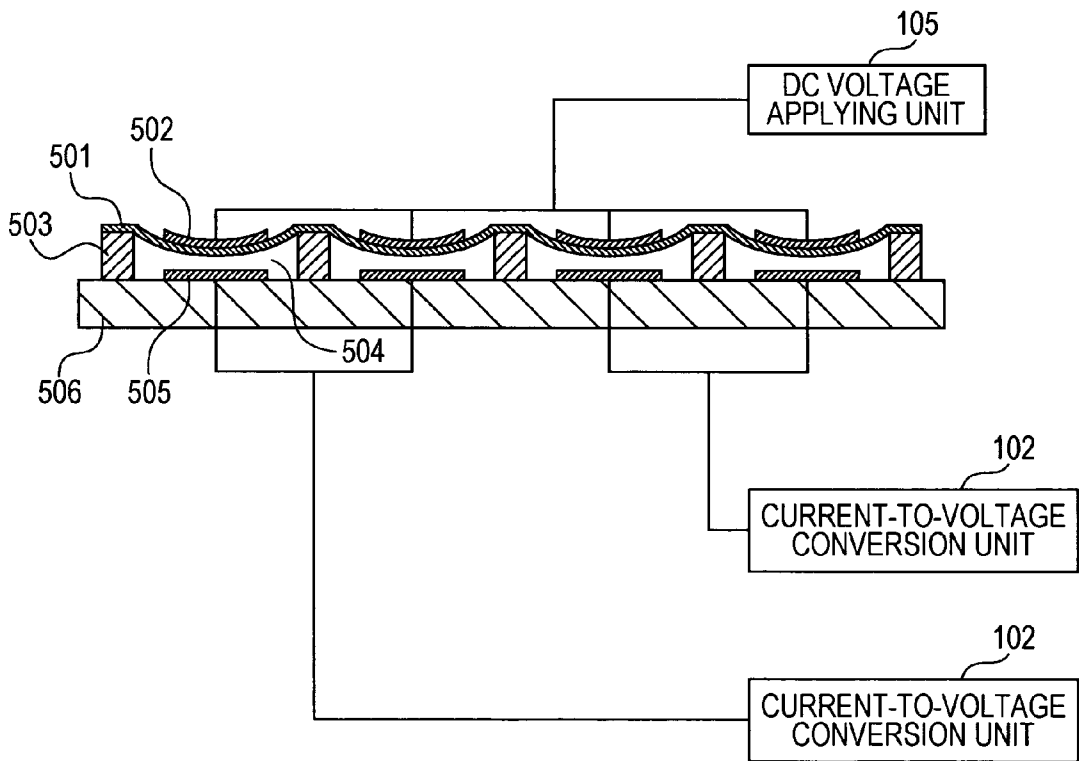 105
DC VOLTAGE
APPLYING UNIT
502
501
503
504
505
506
102
CURRENT-TO-VOLTAGE
CONVERSION UNIT
102
CURRENT-TO-VOLTAGE
CONVERSION UNIT